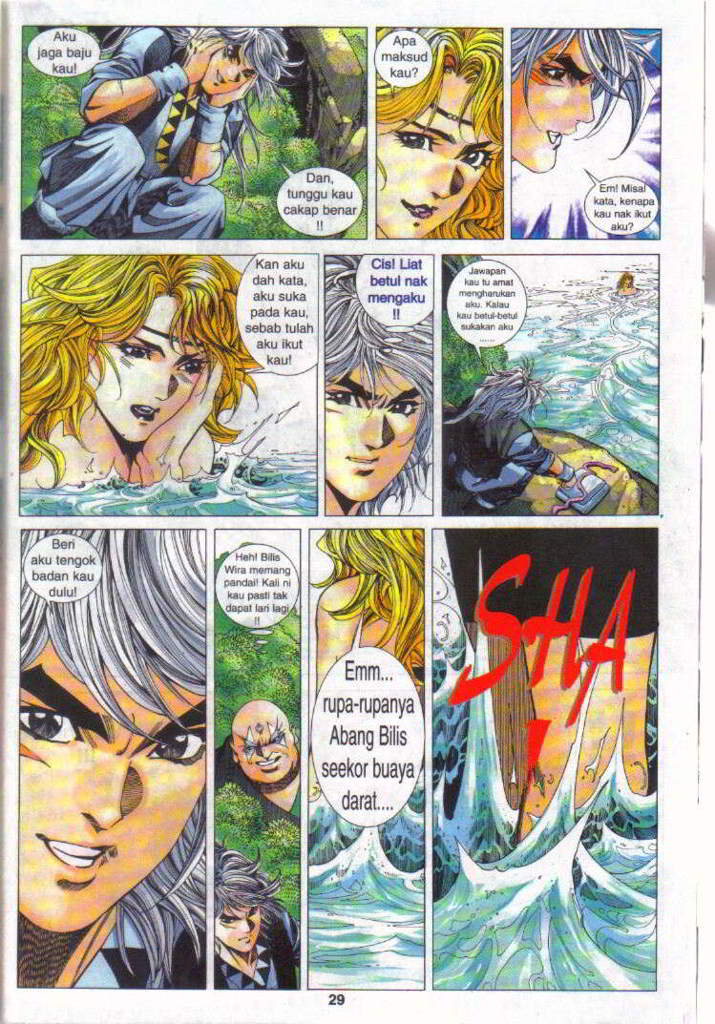 Aku
jaga baju
kau!
Dan,
tunggu kau
cakap benar
!!
Apa
maksud
kau?
Em! Misal
kata, kenapa
kau nak ikut
aku?
Kan aku
dah kata,
aku suka
pada kau,
sebab tulah
aku ikut
kau!
Cis! Liat
betul nak
mengaku
!!
Jawapan
kau tu amat
mengharukan
aku. Kalau
kau betul-betul
sukakan aku
......
Beri
aku tengok
badan kau
dulu!
Heh! Bilis
Wira memang
pandai! Kali ni
kau pasti tak
dapat lari lagi
!!
Emm...
rupa-rupanya
Abang Bilis
seekor buaya
darat....
SHA
!
29